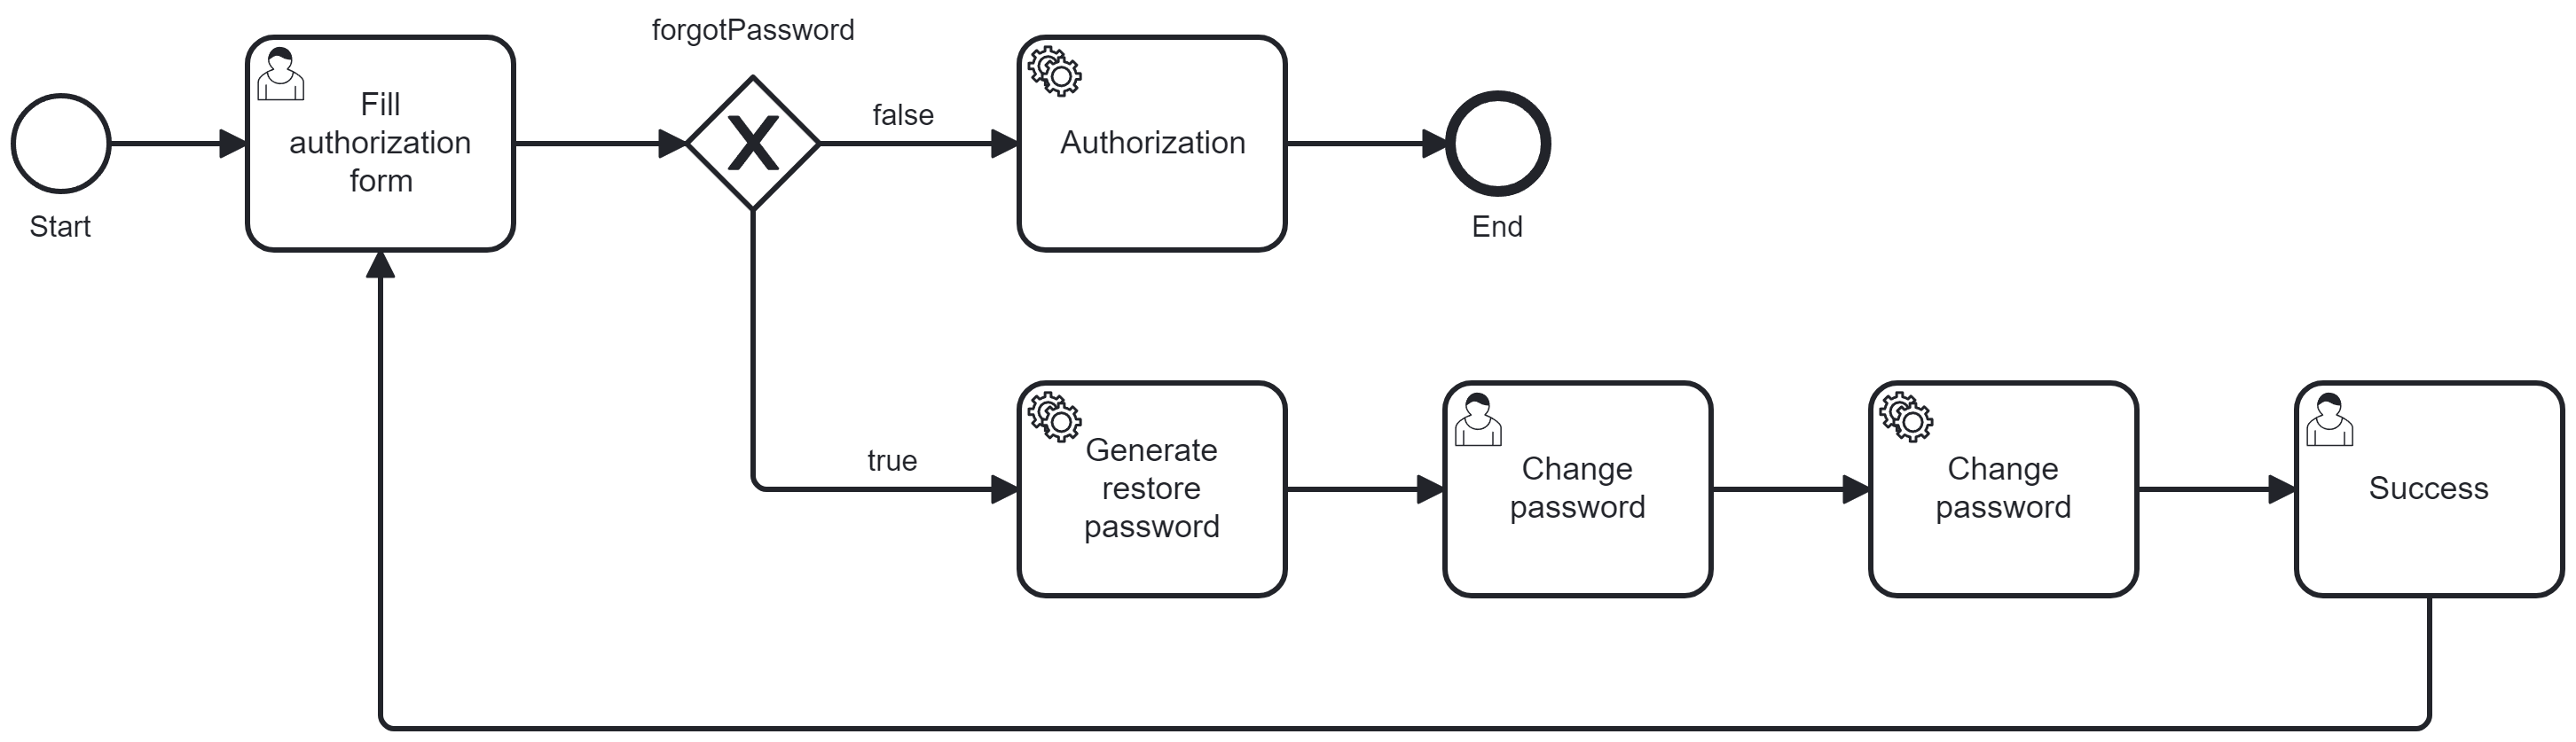 forgotPassword
Fill
authorization
form
false
Authorization
Start
End
true
Generate
restore
password
Change
password
Change
password
Success